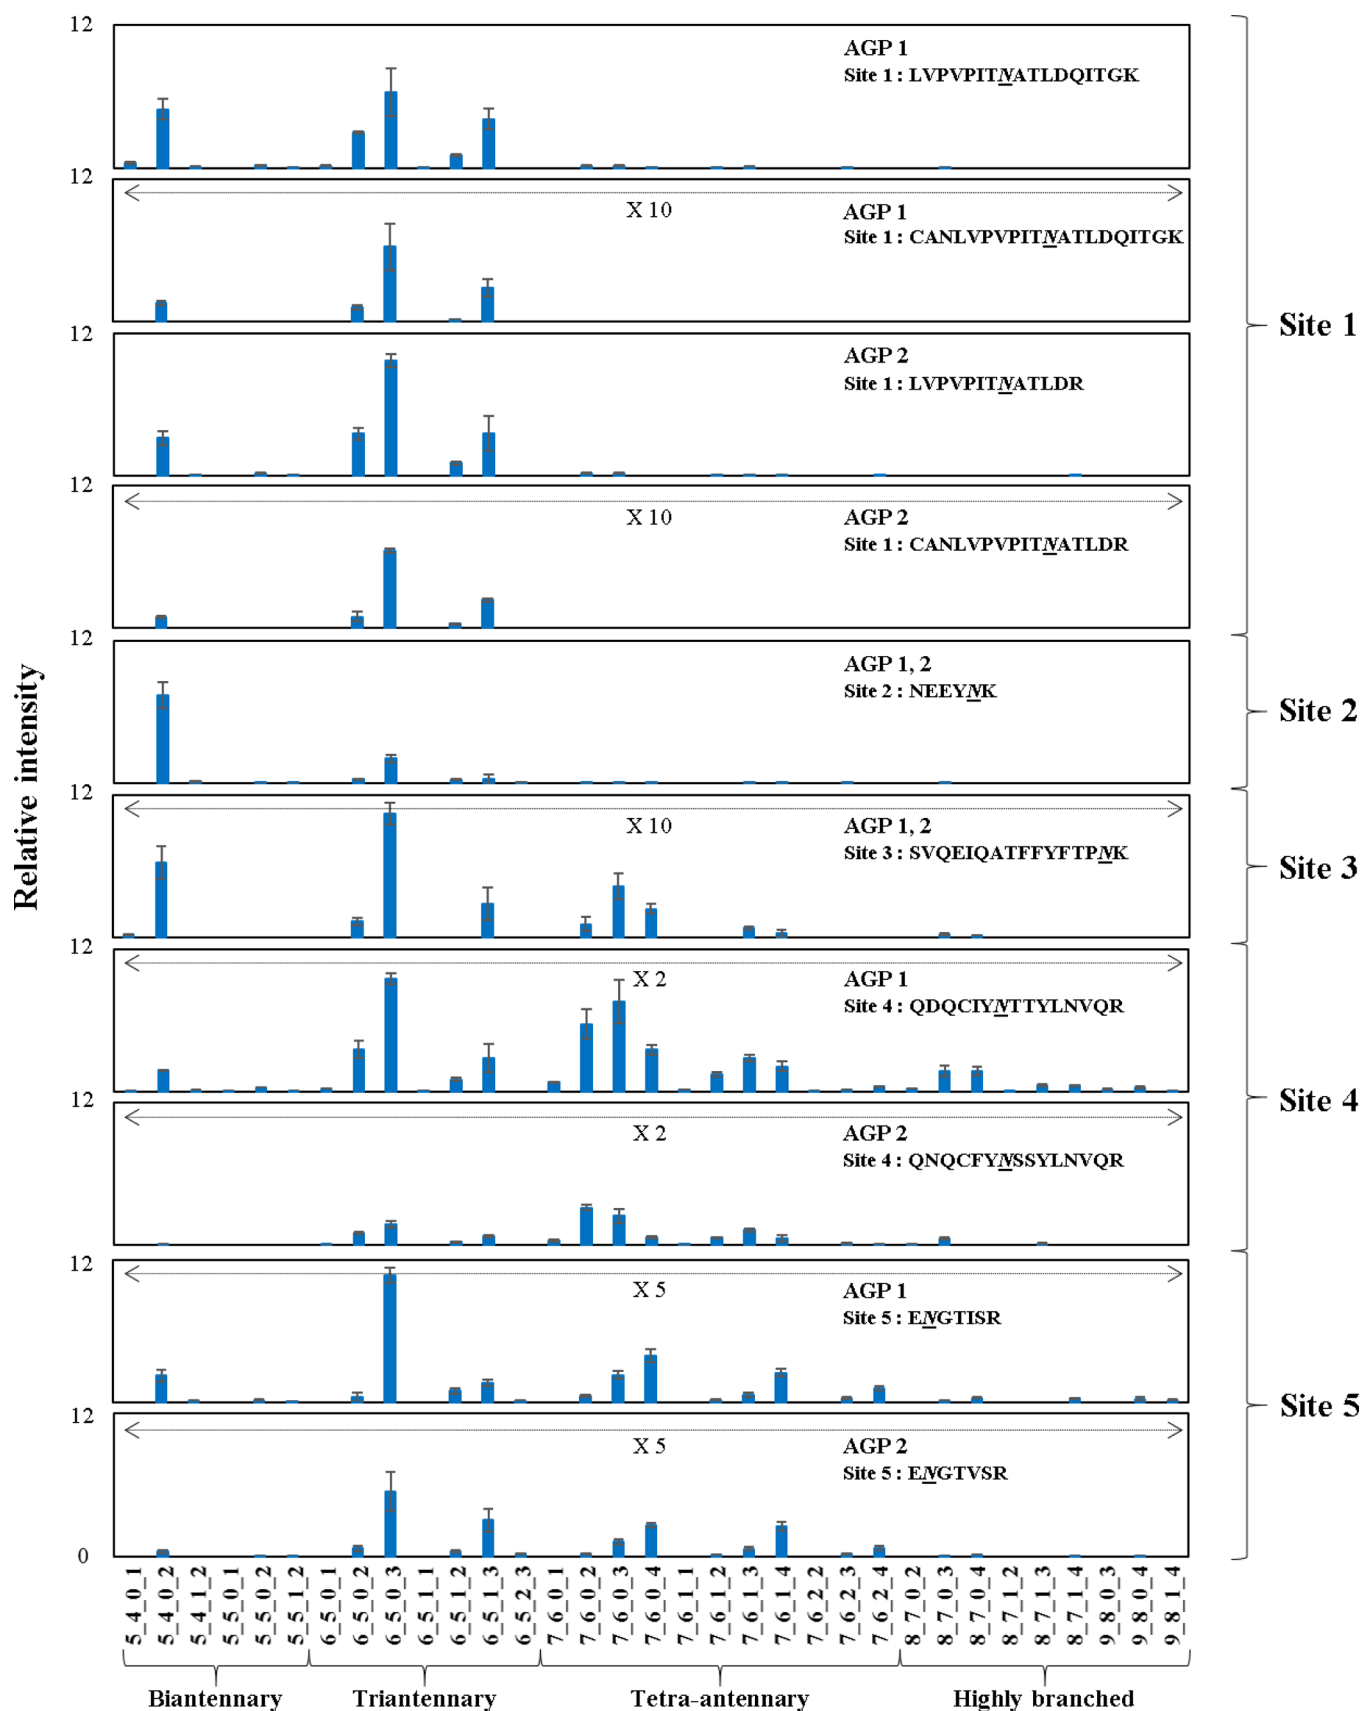 12
AGP 1
Site 1 : LVPVPITNATLDQITGK
12
X 10
AGP 1
Site 1 : CANLVPVPITNATLDQITGK
12
AGP 2
Site 1 : LVPVPITNATLDR
Site 1
12
X 10
AGP 2
Site 1 : CANLVPVPITNATLDR
12
AGP 1, 2
Site 2 : NEEYNK
Site 2
12
X 10
AGP 1, 2
Site 3 : SVQEIQATFFYFTPNK
Site 3
12
X 2
AGP 1
Site 4 : QDQCIYNTTYLNVQR
Site 4
12
X 2
AGP 2
Site 4 : QNQCFYNSSYLNVQR
12
X 5
AGP 1
Site 5 : ENGTISR
Site 5
12
X 5
AGP 2
Site 5 : ENGTVSR
0
Relative intensity
5_4_0_1
5_4_0_2
5_4_1_2
5_5_0_1
5_5_0_2
5_5_1_2
6_5_0_1
6_5_0_2
6_5_0_3
6_5_1_1
6_5_1_2
6_5_1_3
6_5_2_3
7_6_0_1
7_6_0_2
7_6_0_3
7_6_0_4
7_6_1_1
7_6_1_2
7_6_1_3
7_6_1_4
7_6_2_2
7_6_2_3
7_6_2_4
8_7_0_2
8_7_0_3
8_7_0_4
8_7_1_2
8_7_1_3
8_7_1_4
9_8_0_3
9_8_0_4
9_8_1_4
Biantennary
Triantennary
Tetra-antennary
Highly branched